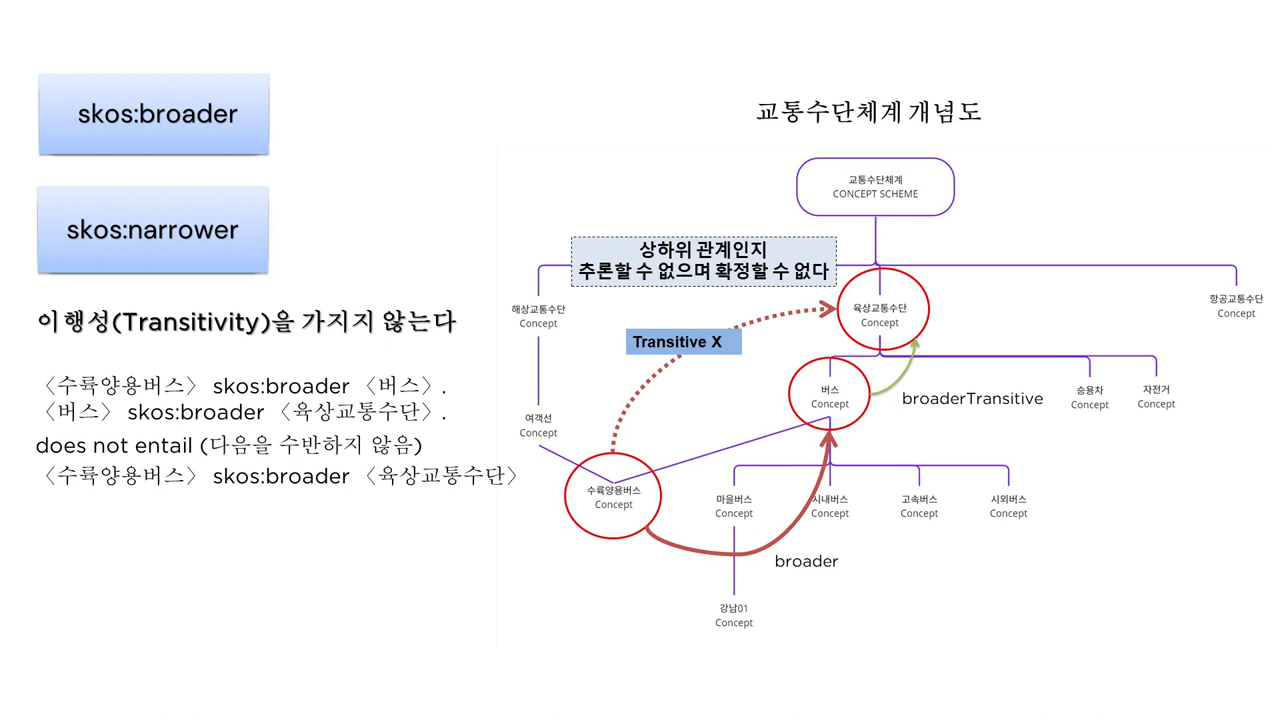 skos:broader
skos:narrower
이행성(Transitivity)을 가지지 않는다
〈수륙양용버스〉 skos:broader 〈버스〉.
〈버스〉 skos:broader 〈육상교통수단〉.
does not entail (다음을 수반하지 않음)
〈수륙양용버스〉 skos:broader 〈육상교통수단〉
교통수단체계 개념도
교통수단체계
CONCEPT SCHEME
상하위 관계인지
추론할 수 없으며 확정할 수 없다
해상교통수단
Concept
육상교통수단
Concept
항공교통수단
Concept
Transitive X
버스
Concept
broaderTransitive
승용차
Concept
자전거
Concept
여객선
Concept
수륙양용버스
Concept
마을버스
Concept
시내버스
Concept
고속버스
Concept
시외버스
Concept
broader
강남01
Concept